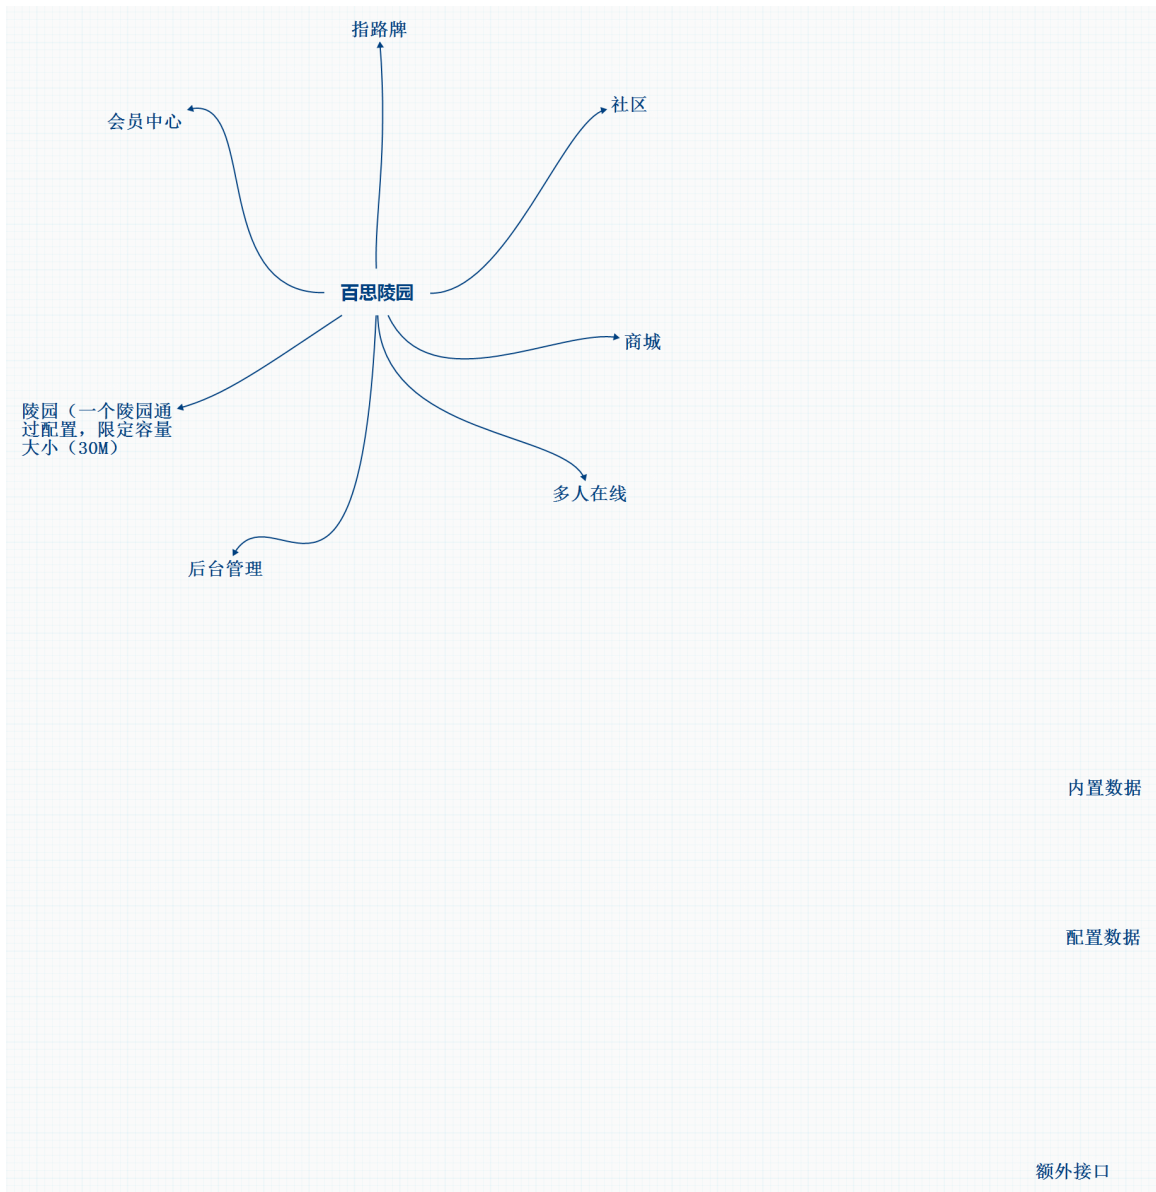 指路牌
社区
会员中心
百思陵园
商城
陵园（一个陵园通
过配置，限定容量
大小（30M）
多人在线
后台管理
内置数据
配置数据
额外接口